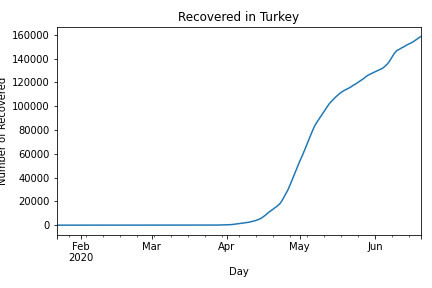 Recovered in Turkey
Number of Recovered
160000
140000
120000
100000
80000
60000
40000
20000
0
Feb Mar Apr May Jun
2020
Day